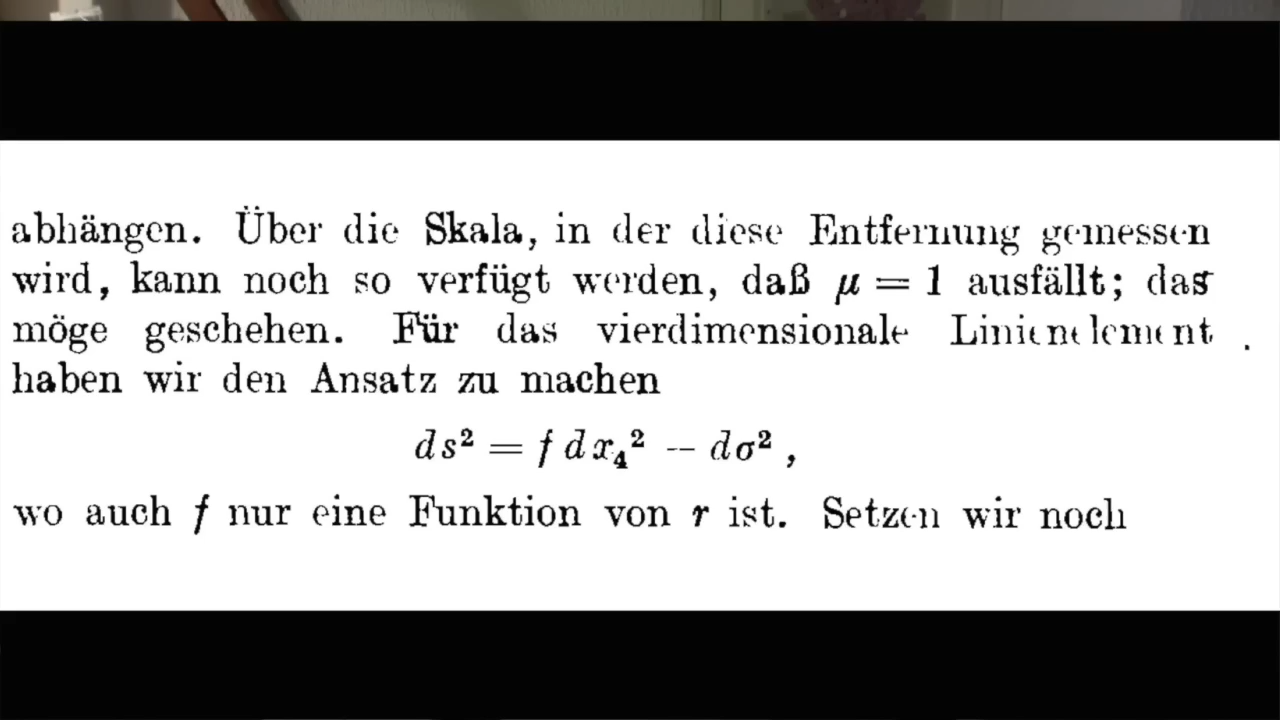 abhängen. Über die Skala, in der diese Entfernung gemessen
wird, kann noch so verfügt werden, daß μ = 1 ausfällt; das
möge geschehen. Für das vierdimensionale Linienelement
haben wir den Ansatz zu machen
ds² = f dx₄² − dσ²,
wo auch f nur eine Funktion von r ist. Setzen wir noch